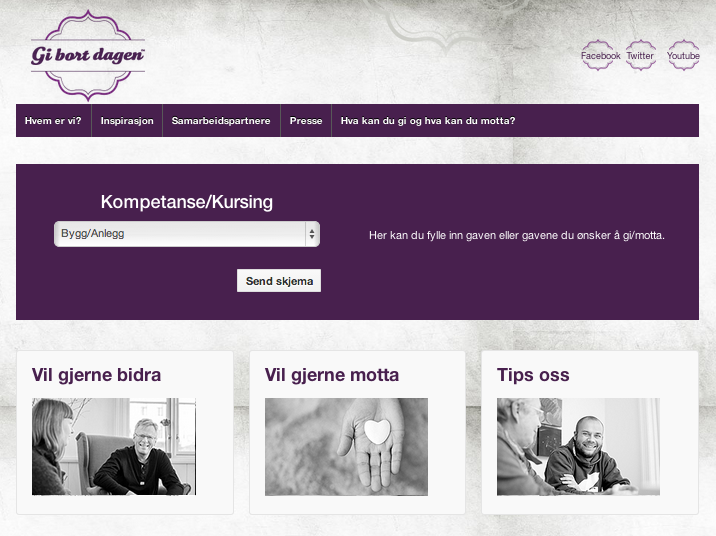 Gi bort dagen™
Facebook Twitter Youtube
Hvem er vi? Inspirasjon Samarbeidspartnere Presse Hva kan du gi og hva kan du motta?
Kompetanse/Kursing
Bygg/Anlegg
Her kan du fylle inn gaven eller gavene du ønsker å gi/motta.
Send skjema
Vil gjerne bidra
Vil gjerne motta
Tips oss